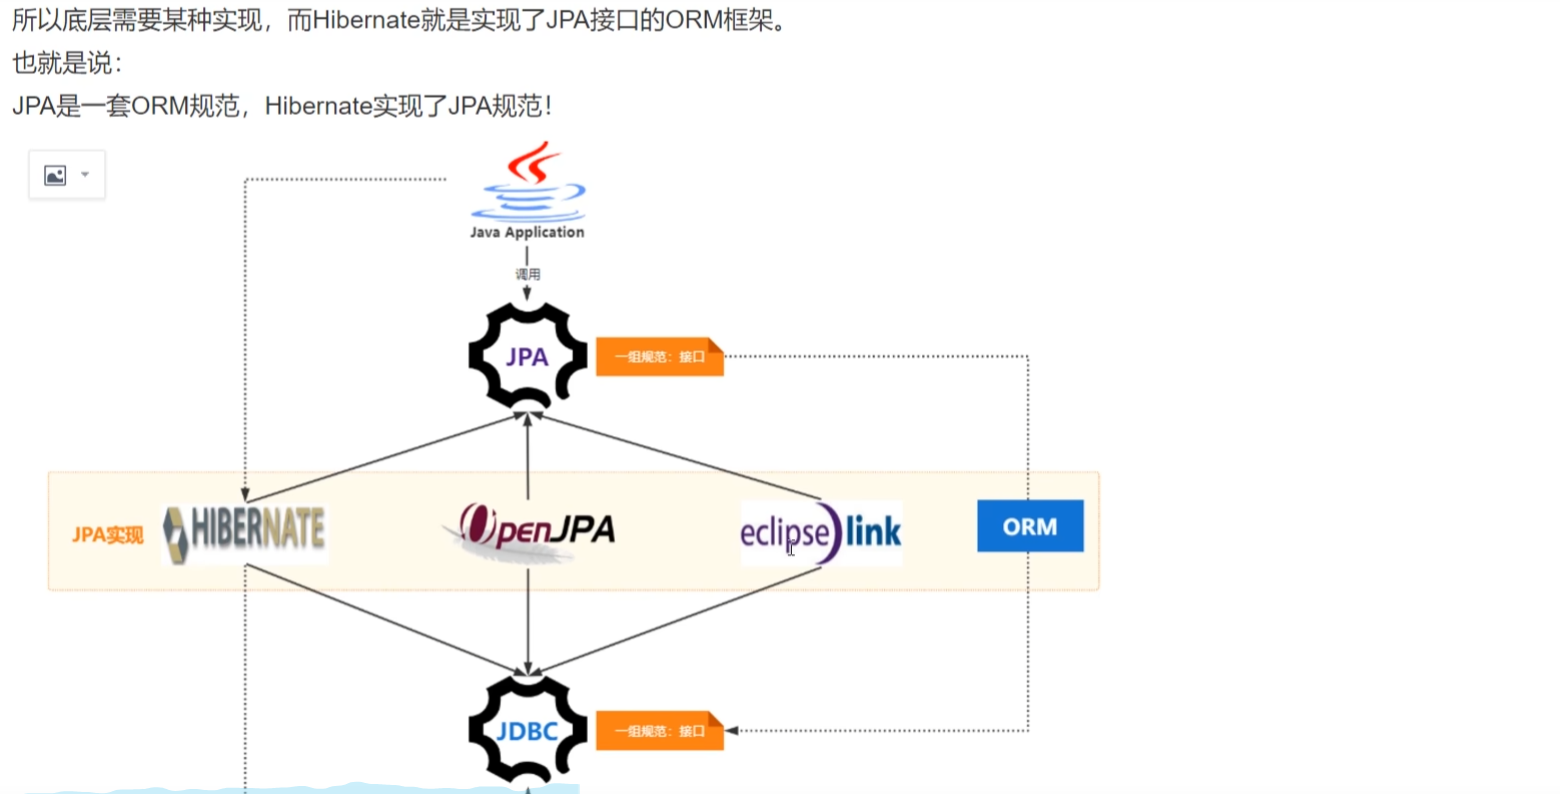 所以底层需要某种实现，而Hibernate就是实现了JPA接口的ORM框架。
也就是说：
JPA是一套ORM规范，Hibernate实现了JPA规范！
Java Application
调用
JPA
一组规范：接口
JPA实现
HIBERNATE
OpenJPA
eclipse link
ORM
JDBC
一组规范：接口